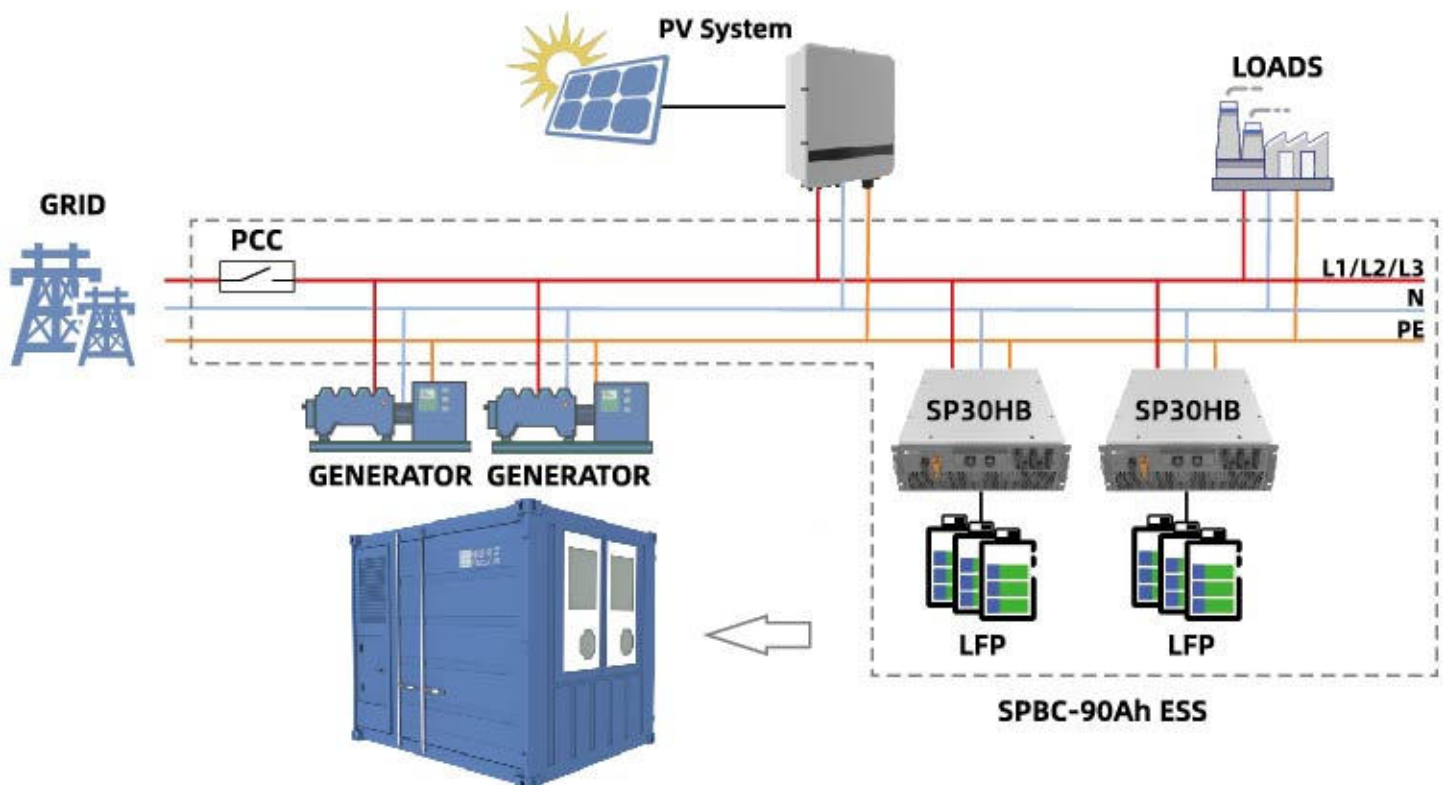 PV System
LOADS
GRID
PCC
L1/L2/L3
N
PE
SP30HB
SP30HB
GENERATOR
GENERATOR
LFP
LFP
SPBC-90Ah ESS